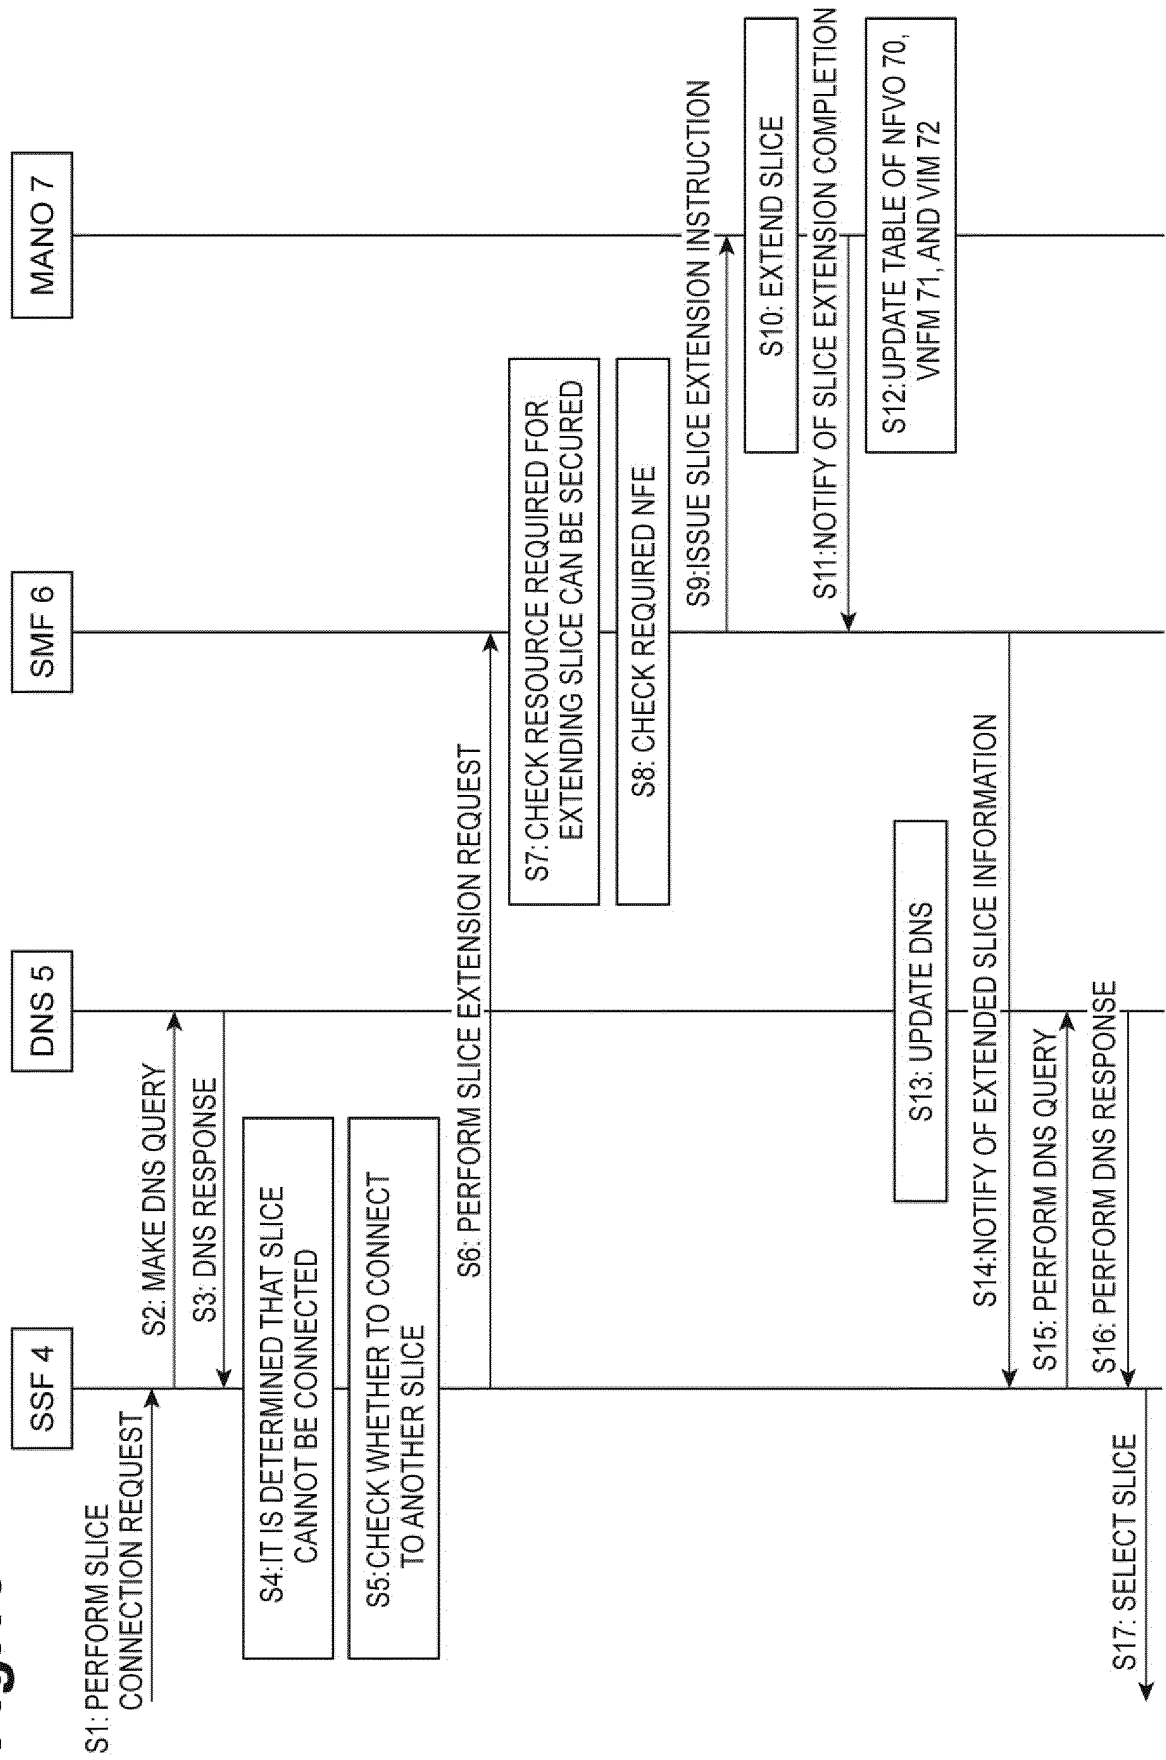 SSF 4
DNS 5
SMF 6
MANO 7
S1: PERFORM SLICE
CONNECTION REQUEST
S2: MAKE DNS QUERY
S3: DNS RESPONSE
S4:IT IS DETERMINED THAT SLICE
CANNOT BE CONNECTED
S5:CHECK WHETHER TO CONNECT
TO ANOTHER SLICE
S6: PERFORM SLICE EXTENSION REQUEST
S7: CHECK RESOURCE REQUIRED FOR
EXTENDING SLICE CAN BE SECURED
S8: CHECK REQUIRED NFE
S9:ISSUE SLICE EXTENSION INSTRUCTION
S10: EXTEND SLICE
S11:NOTIFY OF SLICE EXTENSION COMPLETION
S12:UPDATE TABLE OF NFVO 70,
VNFM 71, AND VIM 72
S13: UPDATE DNS
S14:NOTIFY OF EXTENDED SLICE INFORMATION
S15: PERFORM DNS QUERY
S16: PERFORM DNS RESPONSE
S17: SELECT SLICE